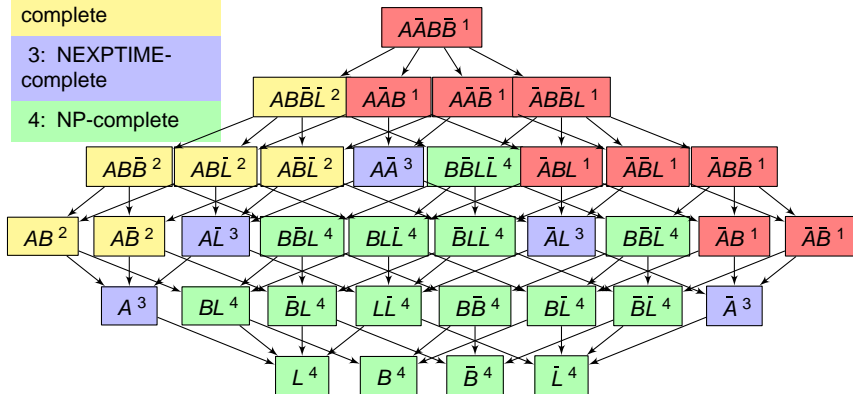 complete
3: NEXPTIME-
complete
4: NP-complete
AĀBB̄ 1
ABB̄L̄ 2 AĀB 1 AĀB̄ 1 ĀBB̄L 1
ABB̄ 2 ABL̄ 2 AB̄L̄ 2 AĀ 3 BB̄LL̄ 4 ĀBL 1 ĀB̄L 1 ĀBB̄ 1
AB 2 AB̄ 2 AL̄ 3 BB̄L 4 BLL̄ 4 B̄LL̄ 4 ĀL 3 BB̄L̄ 4 ĀB 1 ĀB̄ 1
A 3 BL 4 B̄L 4 LL̄ 4 BB̄ 4 BL̄ 4 B̄L̄ 4 Ā 3
L 4 B 4 B̄ 4 L̄ 4